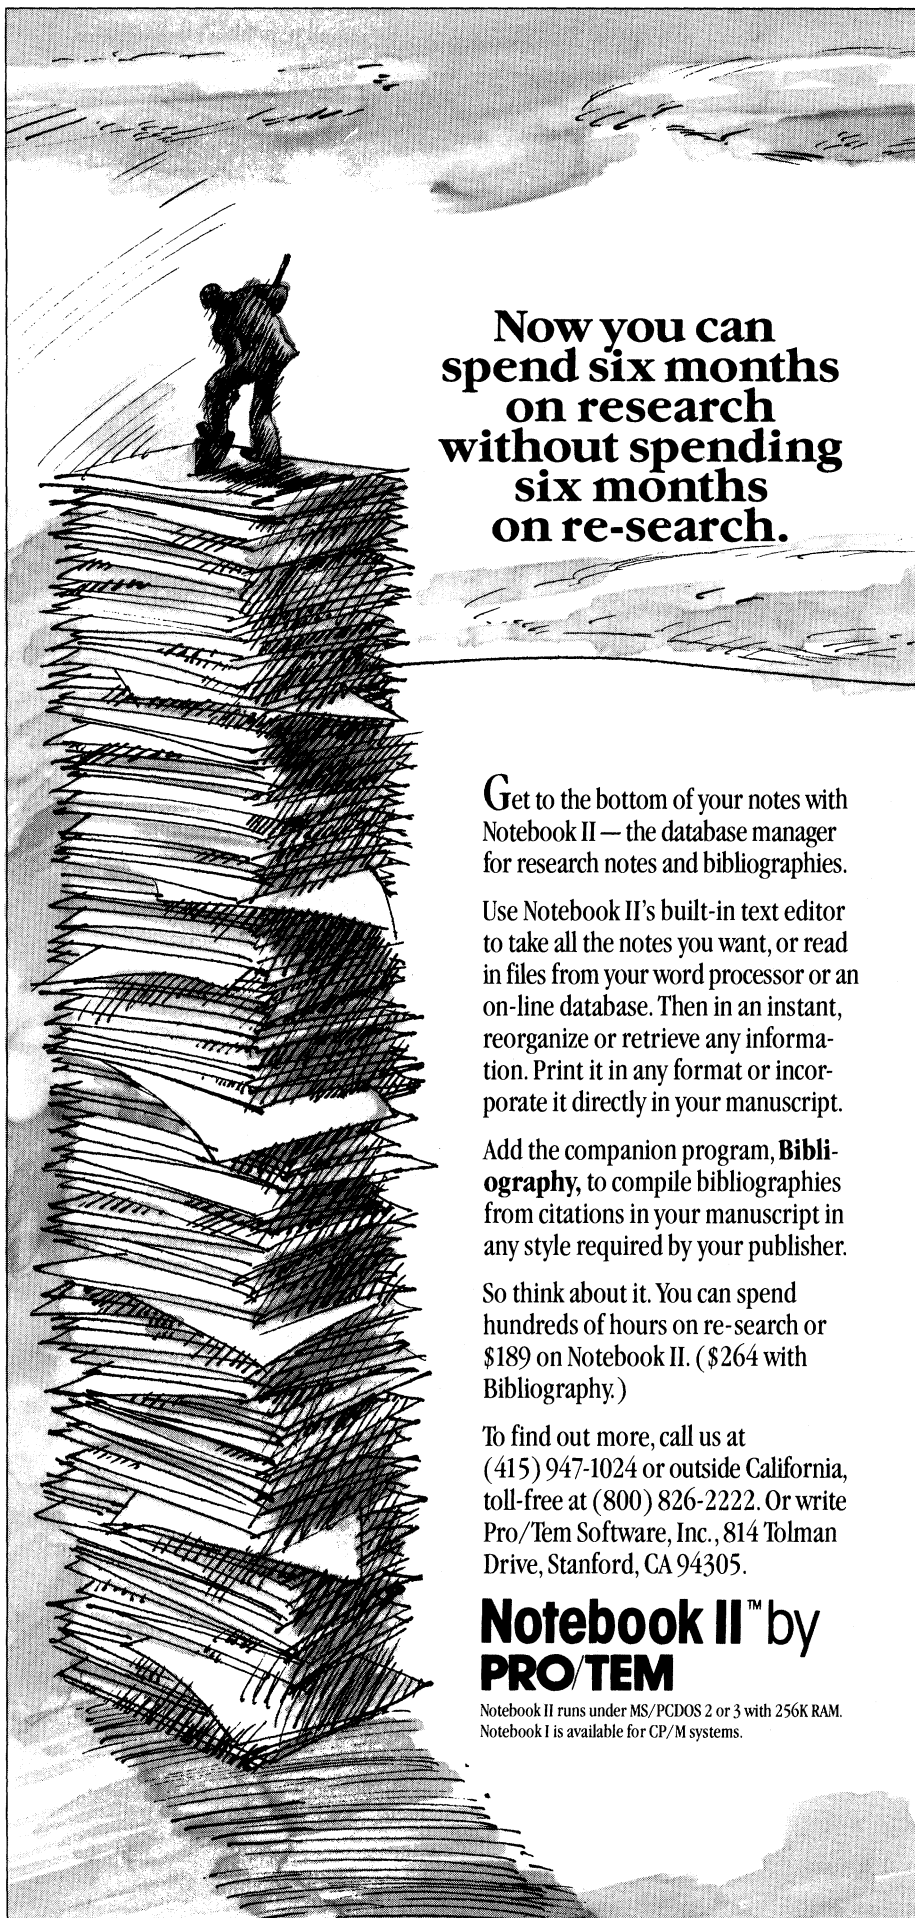 Now you can
spend six months
on research
without spending
six months
on re-search.
Get to the bottom of your notes with
Notebook II — the database manager
for research notes and bibliographies.
Use Notebook II's built-in text editor
to take all the notes you want, or read
in files from your word processor or an
on-line database. Then in an instant,
reorganize or retrieve any informa-
tion. Print it in any format or incor-
porate it directly in your manuscript.
Add the companion program, Bibli-
ography, to compile bibliographies
from citations in your manuscript in
any style required by your publisher.
So think about it. You can spend
hundreds of hours on re-search or
$189 on Notebook II. ($264 with
Bibliography.)
To find out more, call us at
(415) 947-1024 or outside California,
toll-free at (800) 826-2222. Or write
Pro/Tem Software, Inc., 814 Tolman
Drive, Stanford, CA 94305.
Notebook II™ by
PRO/TEM
Notebook II runs under MS/PCDOS 2 or 3 with 256K RAM.
Notebook I is available for CP/M systems.